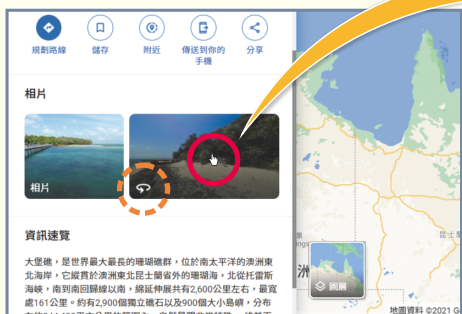 規劃路線
儲存
附近
傳送到你的
手機
分享
相片
相片
資訊速覽
大堡礁，是世界最大最長的珊瑚礁群，位於南太平洋的澳洲東
北海岸，它縱貫於澳洲東北昆士蘭省外的珊瑚海，北從托雷斯
海峽，南到南回歸線以南，綿延伸展共有2,600公里左右，最寬
處161公里。約有2,900個獨立礁石以及900個大小島嶼，分布
圖層
地圖資料 ©2021 Go